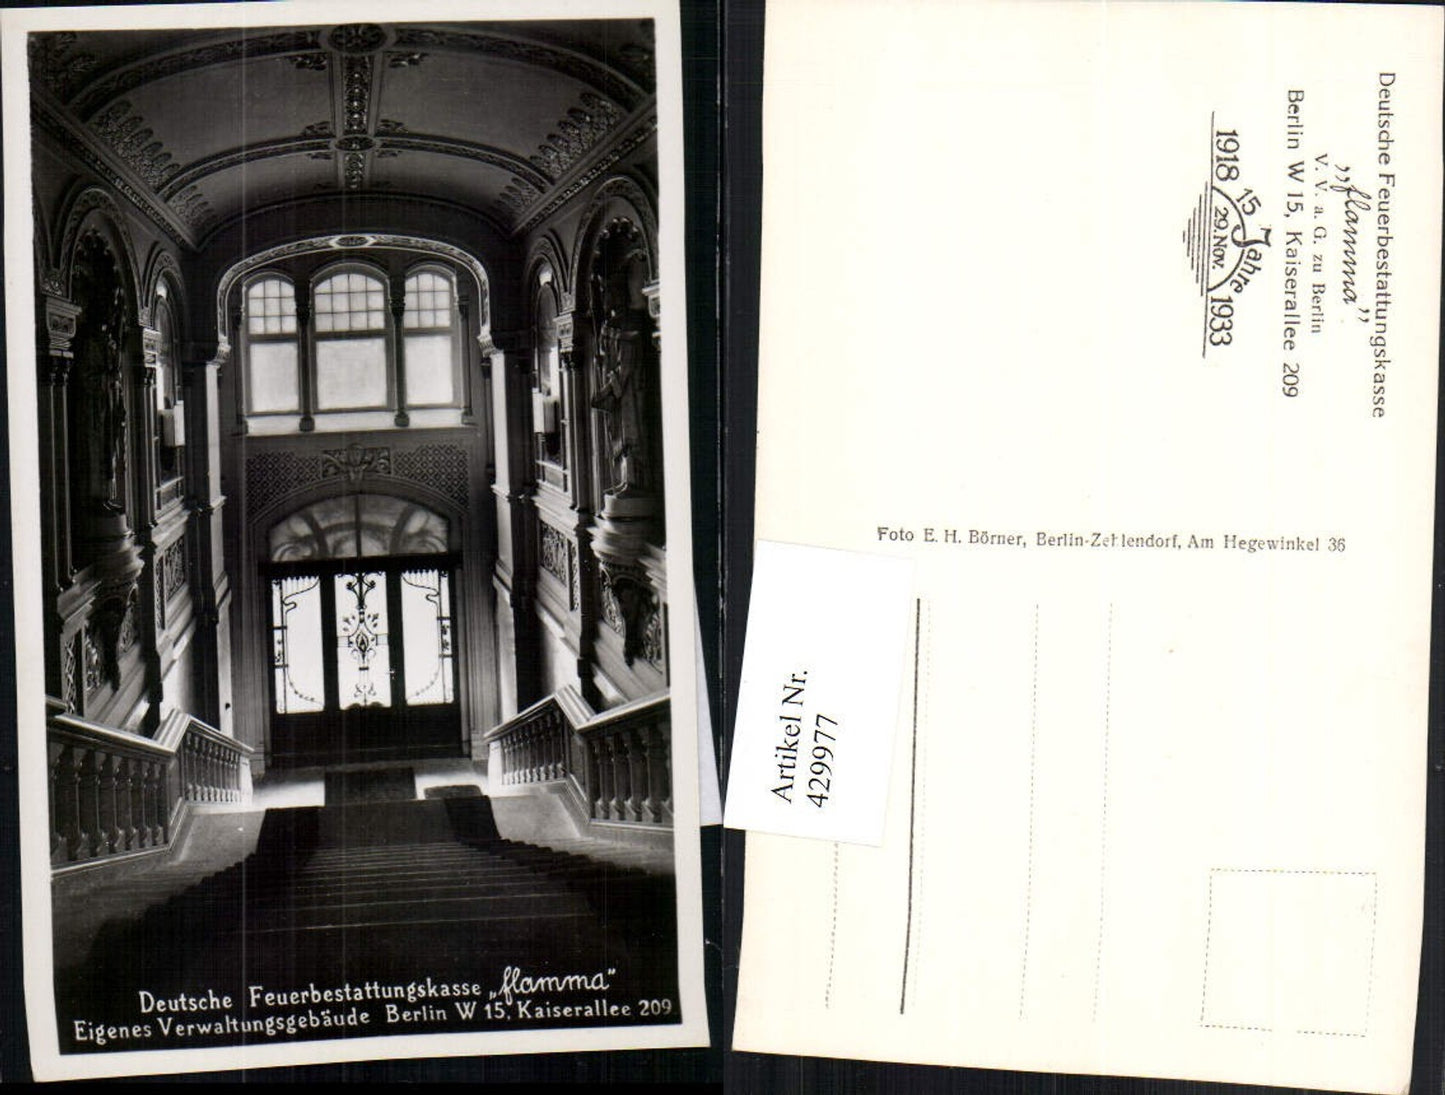 Deutsche Feuerbestattungskasse „flamma"
Eigenes Verwaltungsgebäude Berlin W 15, Kaiserallee 209
Deutsche Feuerbestattungskasse
„flamma"
V. V. a. G. zu Berlin
Berlin W 15, Kaiserallee 209
15 Jahre
1918 29. Nov. 1933
Foto E. H. Börner, Berlin-Zehlendorf, Am Hegewinkel 36
Artikel Nr.
429977